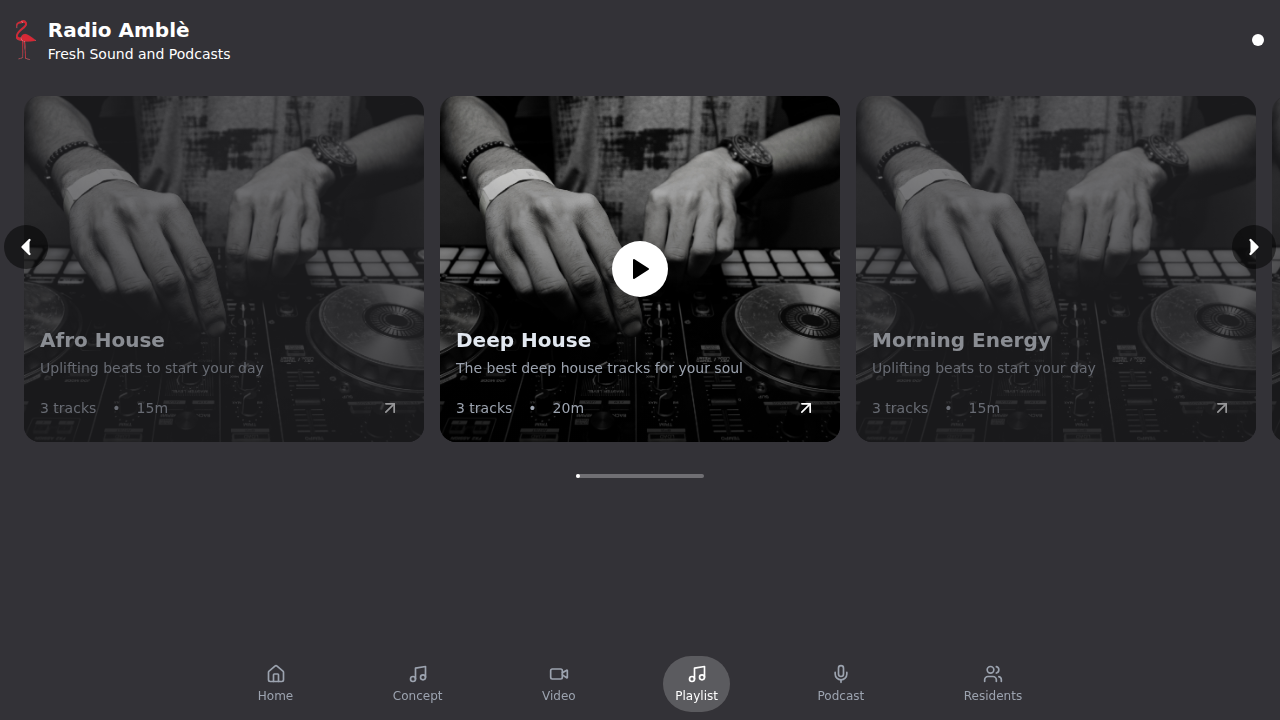 Radio Amblè
Fresh Sound and Podcasts
Afro House
Uplifting beats to start your day
3 tracks • 15m
Deep House
The best deep house tracks for your soul
3 tracks • 20m
Morning Energy
Uplifting beats to start your day
3 tracks • 15m
Home
Concept
Video
Playlist
Podcast
Residents